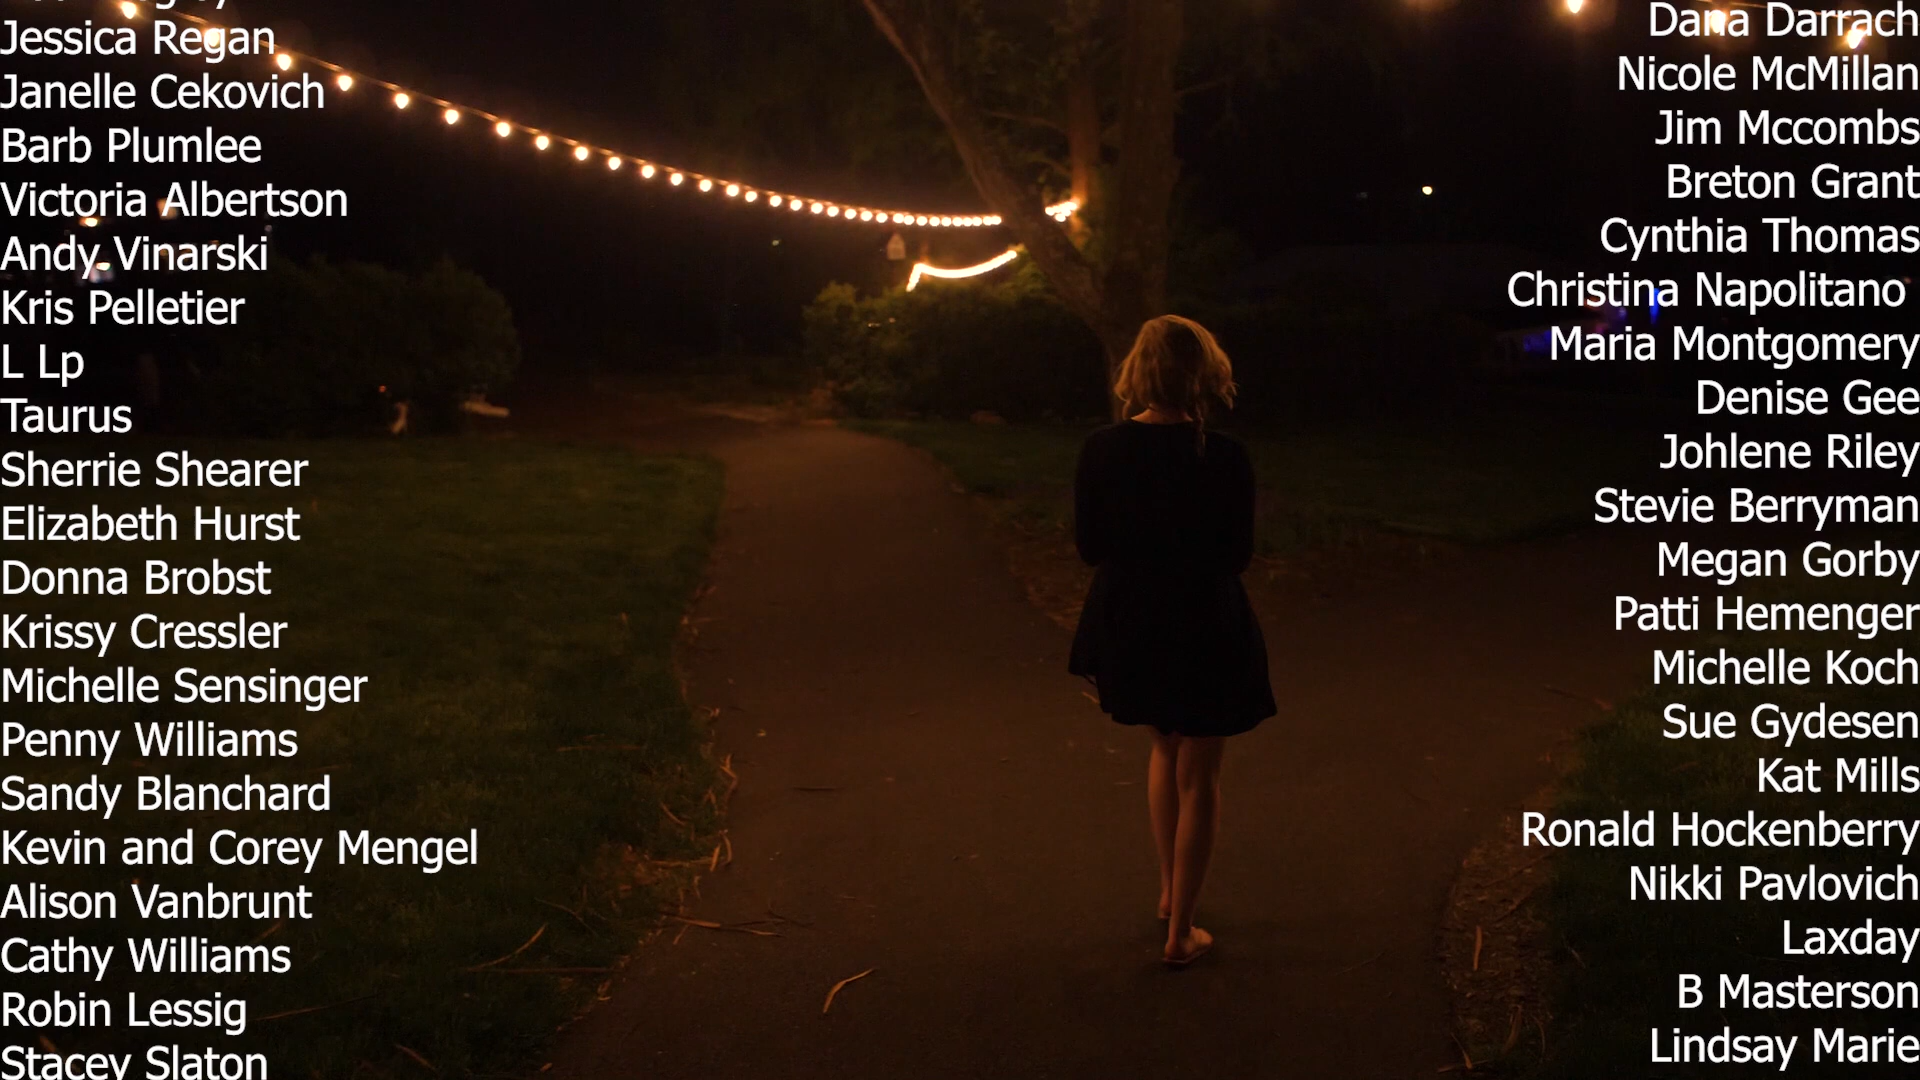 Jessica Regan
Janelle Cekovich
Barb Plumlee
Victoria Albertson
Andy Vinarski
Kris Pelletier
L Lp
Taurus
Sherrie Shearer
Elizabeth Hurst
Donna Brobst
Krissy Cressler
Michelle Sensinger
Penny Williams
Sandy Blanchard
Kevin and Corey Mengel
Alison Vanbrunt
Cathy Williams
Robin Lessig
Stacey Slaton
Dana Darrach
Nicole McMillan
Jim Mccombs
Breton Grant
Cynthia Thomas
Christina Napolitano
Maria Montgomery
Denise Gee
Johlene Riley
Stevie Berryman
Megan Gorby
Patti Hemenger
Michelle Koch
Sue Gydesen
Kat Mills
Ronald Hockenberry
Nikki Pavlovich
Laxday
B Masterson
Lindsay Marie